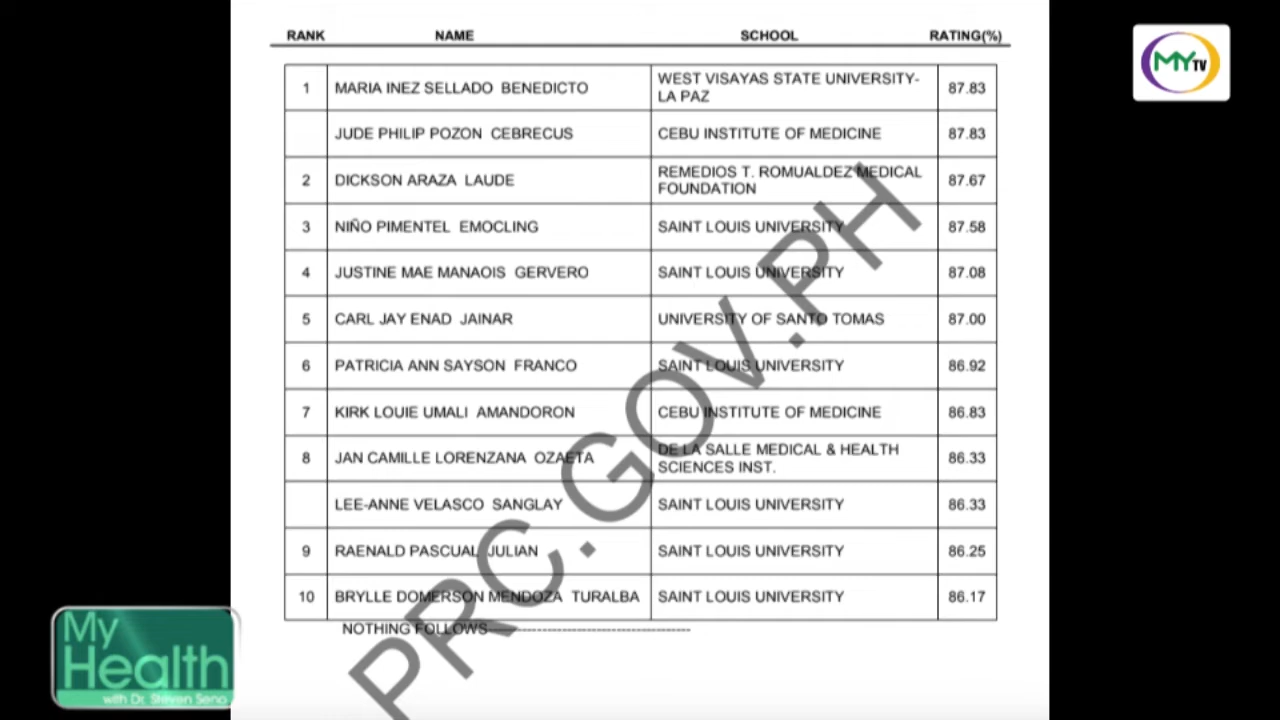 RANK NAME SCHOOL RATING(%)
1 MARIA INEZ SELLADO BENEDICTO WEST VISAYAS STATE UNIVERSITY-
LA PAZ 87.83
JUDE PHILIP POZON CEBRECUS CEBU INSTITUTE OF MEDICINE 87.83
2 DICKSON ARAZA LAUDE REMEDIOS T. ROMUALDEZ MEDICAL
FOUNDATION 87.67
3 NIÑO PIMENTEL EMOCLING SAINT LOUIS UNIVERSITY 87.58
4 JUSTINE MAE MANAOIS GERVERO SAINT LOUIS UNIVERSITY 87.08
5 CARL JAY ENAD JAINAR UNIVERSITY OF SANTO TOMAS 87.00
6 PATRICIA ANN SAYSON FRANCO SAINT LOUIS UNIVERSITY 86.92
7 KIRK LOUIE UMALI AMANDORON CEBU INSTITUTE OF MEDICINE 86.83
8 JAN CAMILLE LORENZANA OZAETA DE LA SALLE MEDICAL & HEALTH
SCIENCES INST. 86.33
LEE-ANNE VELASCO SANGLAY SAINT LOUIS UNIVERSITY 86.33
9 RAENALD PASCUAL JULIAN SAINT LOUIS UNIVERSITY 86.25
10 BRYLLE DOMERSON MENDOZA TURALBA SAINT LOUIS UNIVERSITY 86.17
NOTHING FOLLOWS----------------------------------
PRC.GOV.PH
MYTV
My
Health
with Dr. Steven Seno